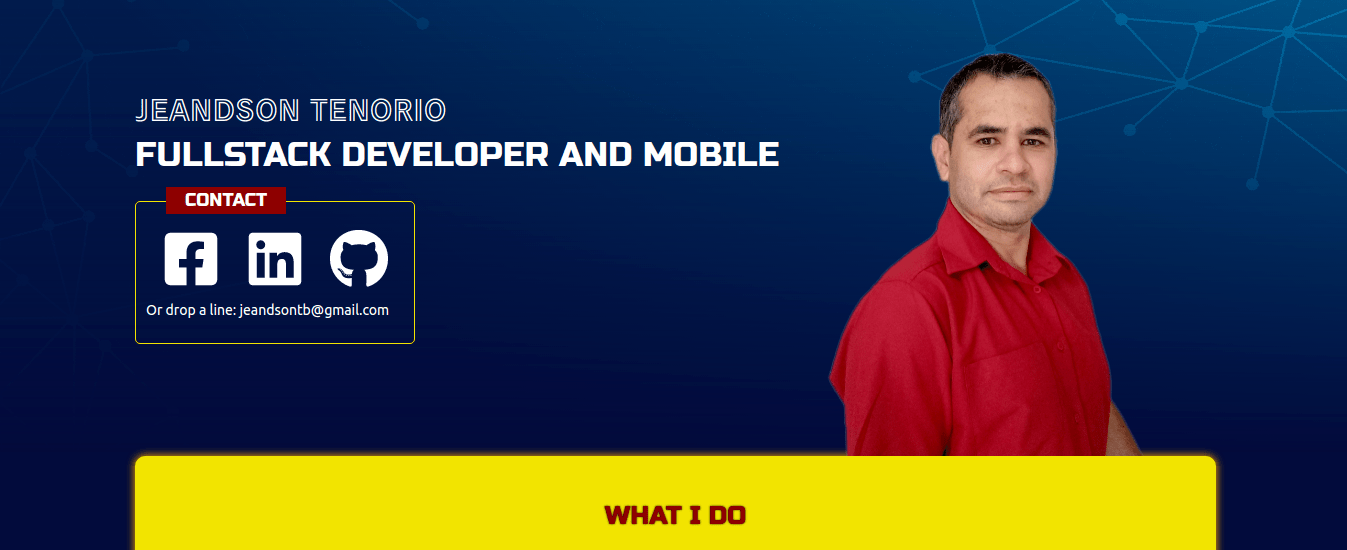 JEANDSON TENORIO
FULLSTACK DEVELOPER AND MOBILE
CONTACT
Or drop a line: jeandsontb@gmail.com
WHAT I DO